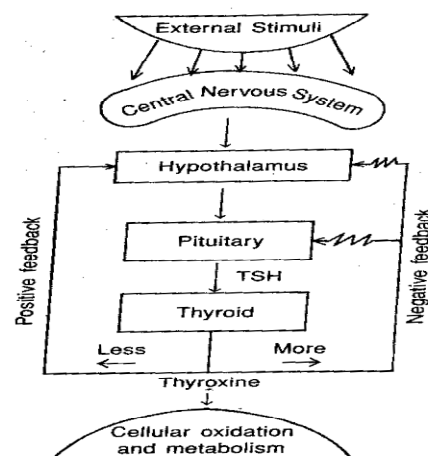 External Stimuli
Central Nervous System
Hypothalamus
Pituitary
TSH
Thyroid
Positive feedback
Negative feedback
Less
More
Thyroxine
Cellular oxidation
and metabolism